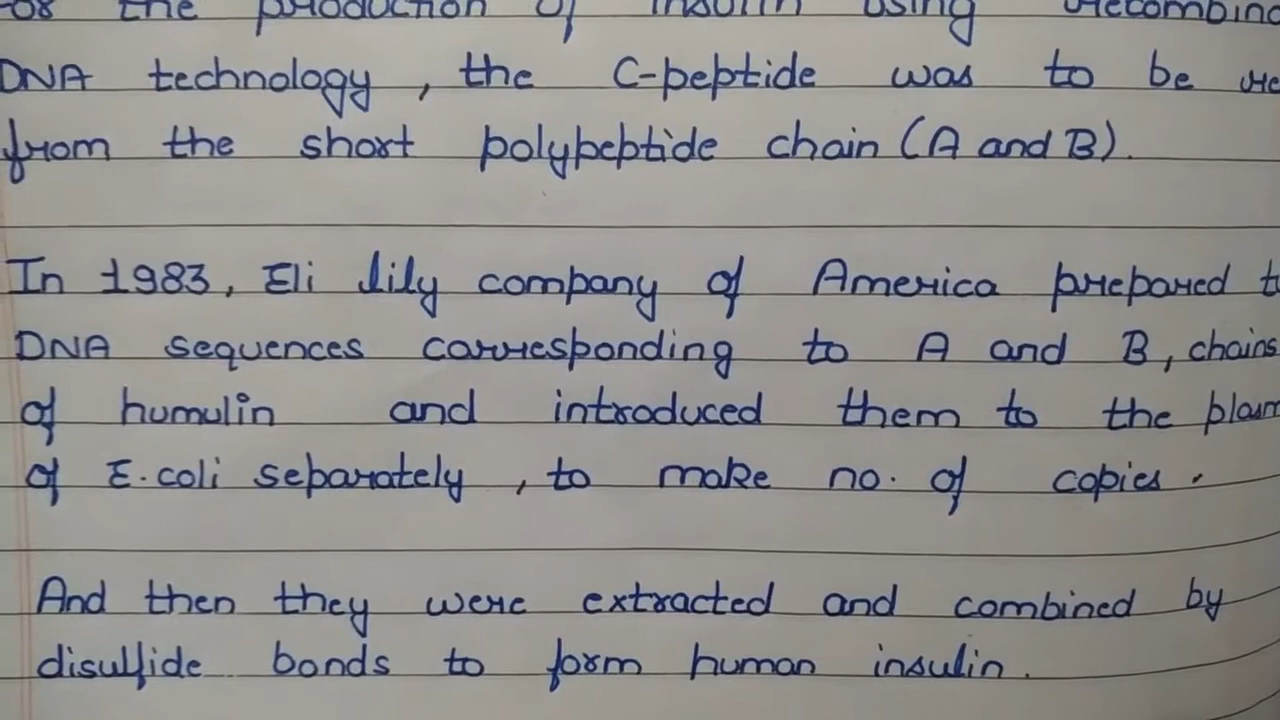 the production of insulin using
DNA technology, the C-peptide was to be
from the short polypeptide chain (A and B).
In 1983, Eli lily company of America prepared
DNA sequences corresponding to A and B, chains
of humulin and introduced them to the
of E.coli separately, to make no. of copies.
And then they were extracted and combined by
disulfide bonds to form human insulin.